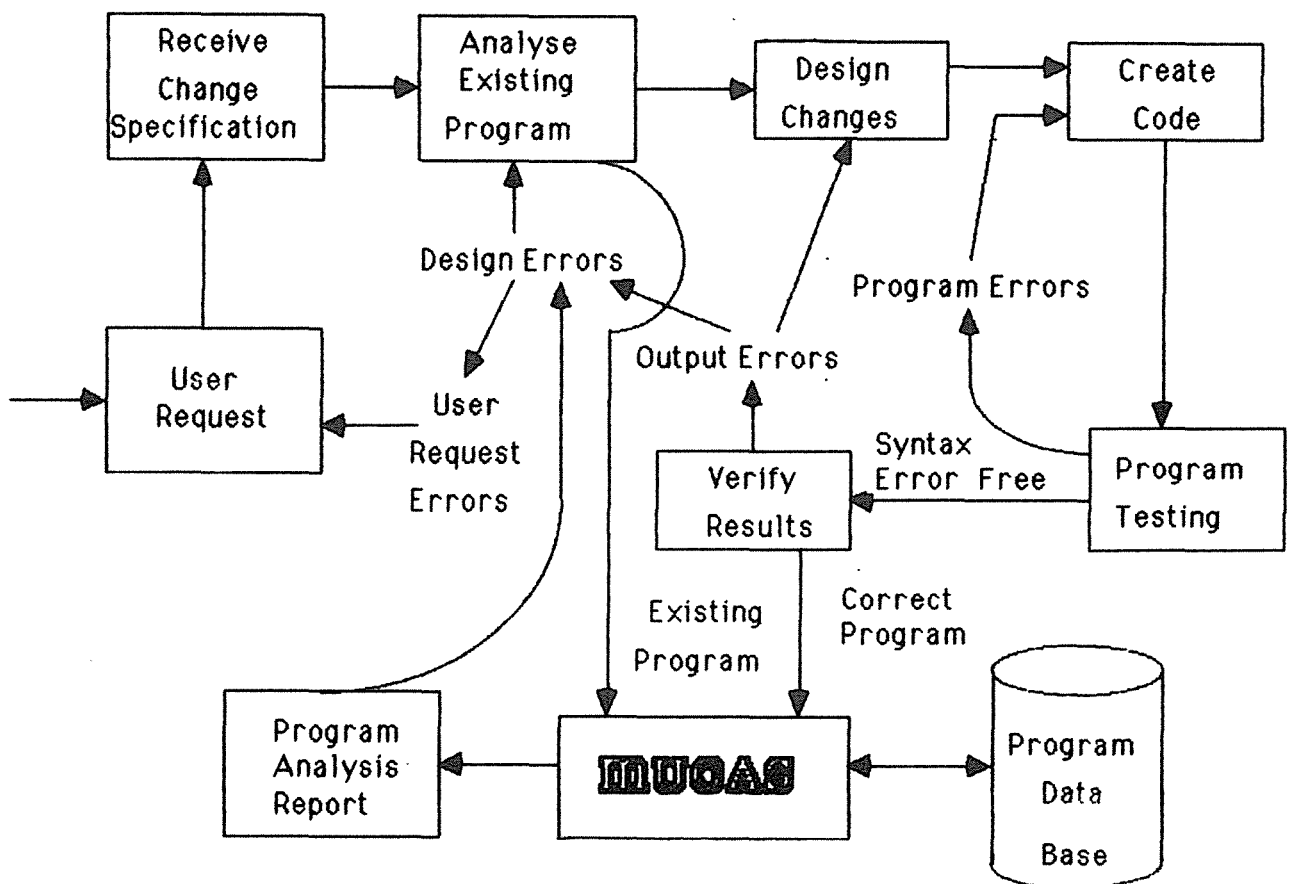 Receive
Change
Specification
Analyse
Existing
Program
Design
Changes
Create
Code
Design Errors
Program Errors
Output Errors
User
Request
User
Request
Errors
Syntax
Error Free
Verify
Results
Program
Testing
Existing
Program
Correct
Program
Program
Analysis
Report
Program
Data
Base